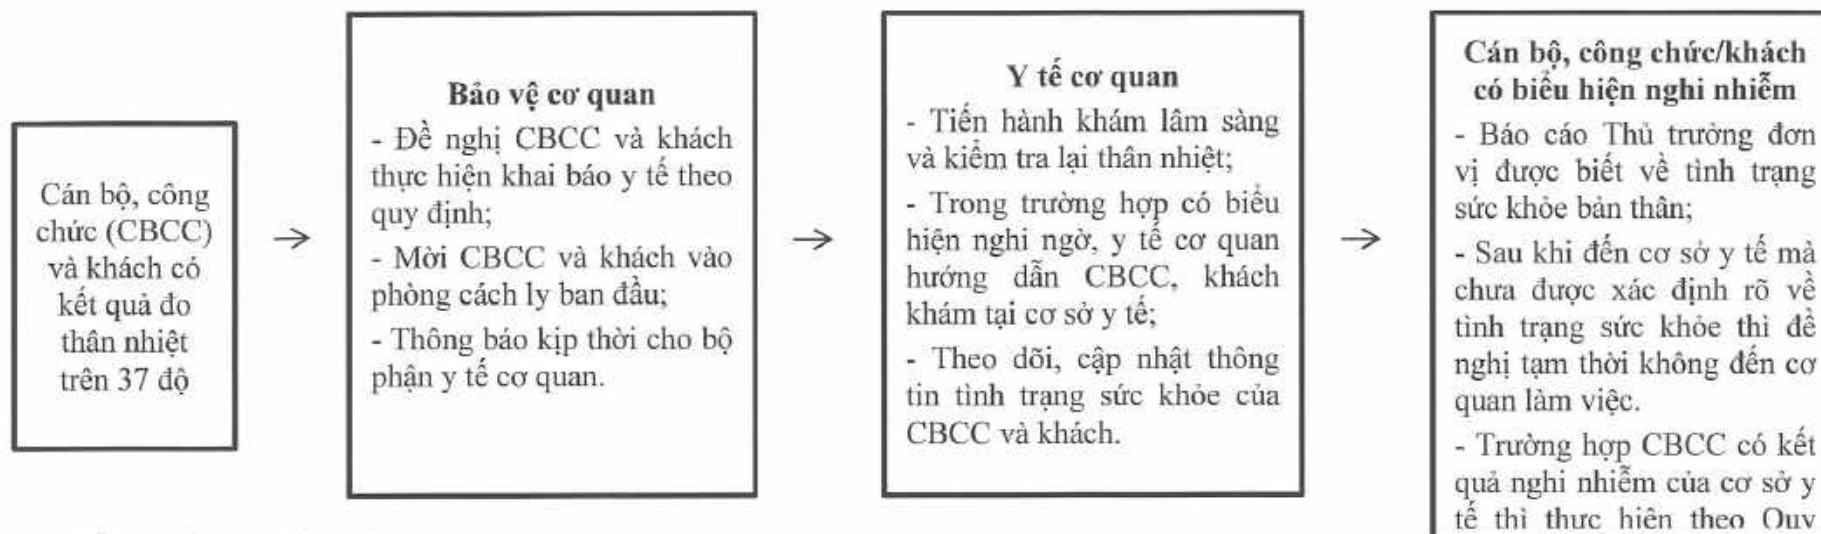 Cán bộ, công
chức (CBCC)
và khách có
kết quả đo
thân nhiệt
trên 37 độ
Bảo vệ cơ quan
- Đề nghị CBCC và khách
thực hiện khai báo y tế theo
quy định;
- Mời CBCC và khách vào
phòng cách ly ban đầu;
- Thông báo kịp thời cho bộ
phận y tế cơ quan.
Y tế cơ quan
- Tiến hành khám lâm sàng
và kiểm tra lại thân nhiệt;
- Trong trường hợp có biểu
hiện nghi ngờ, y tế cơ quan
hướng dẫn CBCC, khách
khám tại cơ sở y tế;
- Theo dõi, cập nhật thông
tin tình trạng sức khỏe của
CBCC và khách.
Cán bộ, công chức/khách
có biểu hiện nghi nhiễm
- Báo cáo Thủ trưởng đơn
vị được biết về tình trạng
sức khỏe bản thân;
- Sau khi đến cơ sở y tế mà
chưa được xác định rõ về
tình trạng sức khỏe thì đề
nghị tạm thời không đến cơ
quan làm việc.
- Trường hợp CBCC có kết
quả nghi nhiễm của cơ sở y
tế thì thực hiện theo Quy